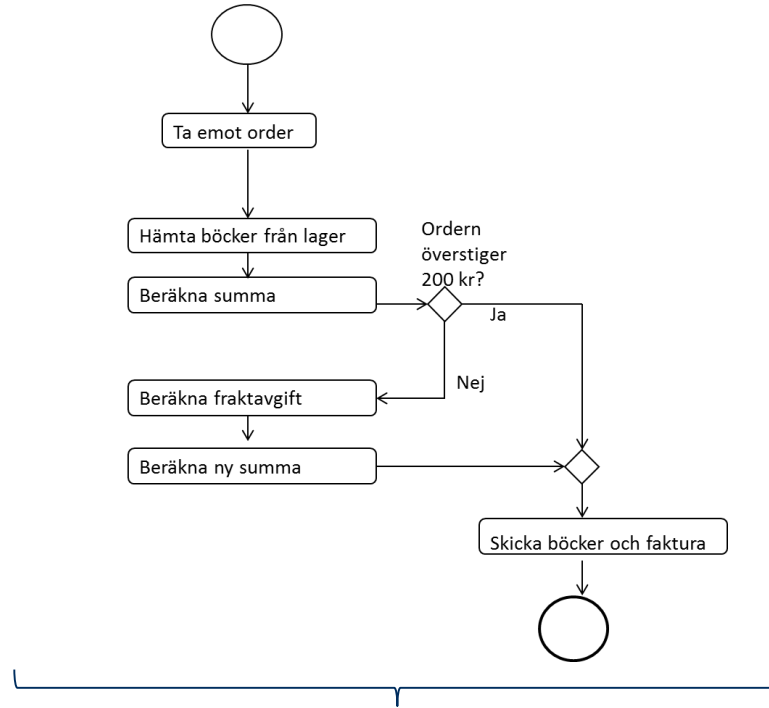 Ta emot order
Hämta böcker från lager
Ordern
överstiger
200 kr?
Beräkna summa
Ja
Nej
Beräkna fraktavgift
Beräkna ny summa
Skicka böcker och faktura